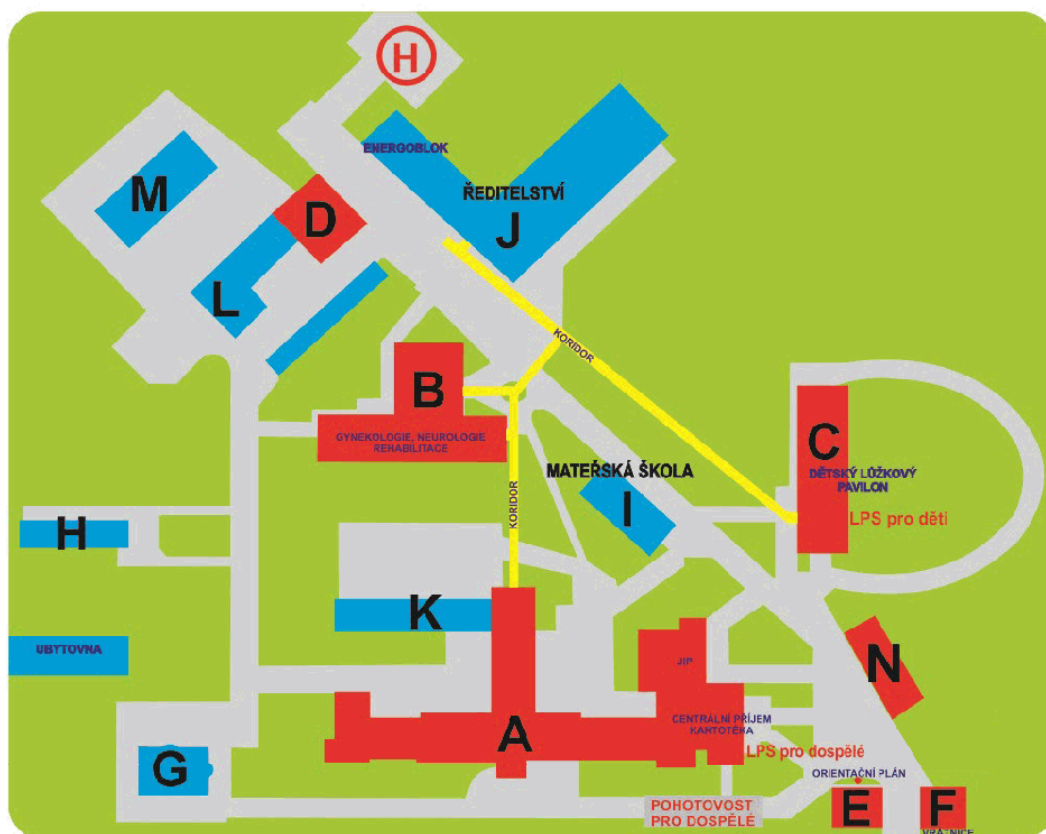 H
ENERGOBLOK
ŘEDITELSTVÍ
J
M
D
L
KORIDOR
B
GYNEKOLOGIE, NEUROLOGIE
REHABILITACE
C
DĚTSKÝ LŮŽKOVÝ
PAVILON
LPS pro děti
MATEŘSKÁ ŠKOLA
I
KORIDOR
H
K
UBYTOVNA
JIP
N
A
CENTRÁLNÍ PŘÍJEM
KARTOTÉKA
LPS pro dospělé
G
ORIENTAČNÍ PLÁN
POHOTOVOST
PRO DOSPĚLÉ
E
F
VRÁTNICE